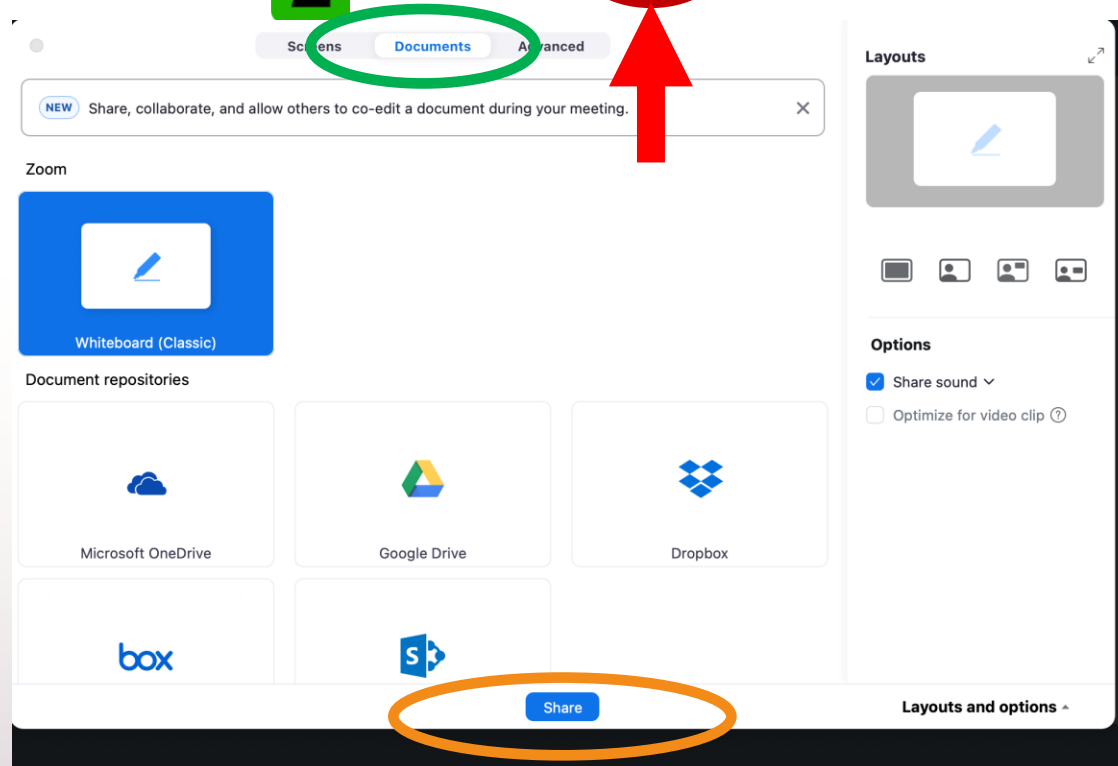 Screens Documents Advanced
NEW Share, collaborate, and allow others to co-edit a document during your meeting.
Zoom
Whiteboard (Classic)
Document repositories
Microsoft OneDrive Google Drive Dropbox
box S
Share
Layouts
Options
Share sound
Optimize for video clip ?
Layouts and options